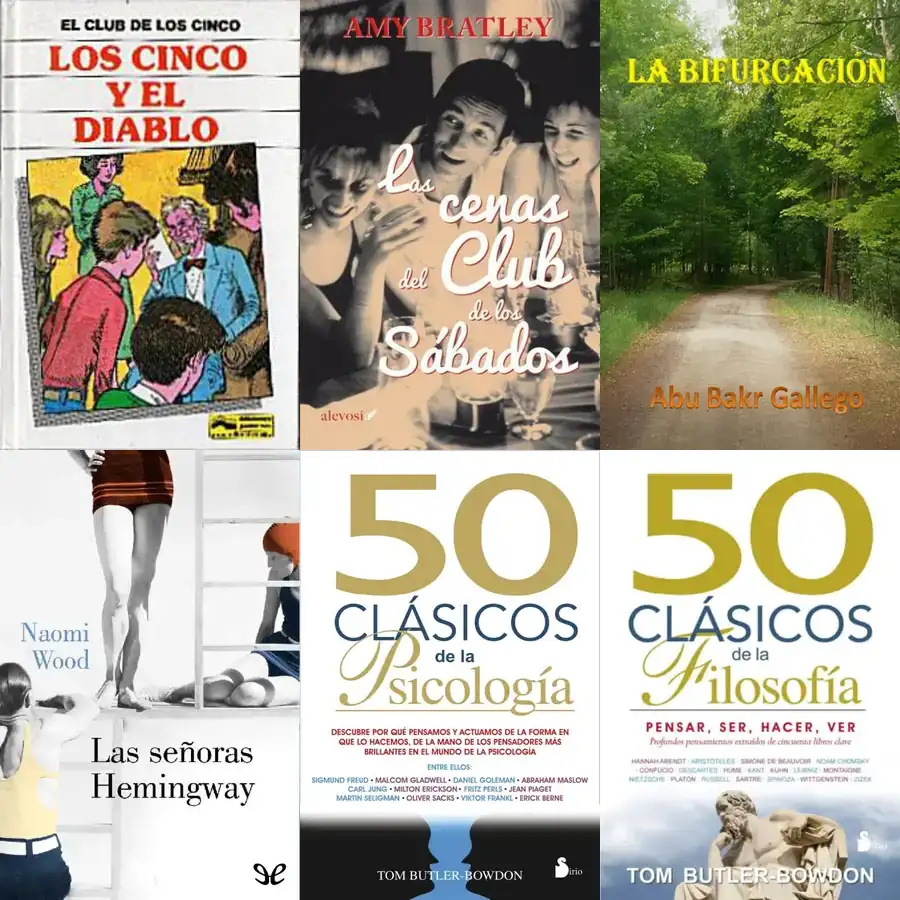 EL CLUB DE LOS CINCO
LOS CINCO
Y EL
DIABLO
AMY BRATLEY
Las
cenas
del Club
de los
Sábados
alevosía
LA BIFURCACION
Abu Bakr Gallego
Naomi
Wood
Las señoras
Hemingway
50
CLÁSICOS
de la
Psicología
DESCUBRE POR QUÉ PENSAMOS Y ACTUAMOS DE LA FORMA EN
QUE LO HACEMOS, DE LA MANO DE LOS PENSADORES MÁS
BRILLANTES EN EL MUNDO DE LA PSICOLOGÍA
ENTRE ELLOS:
SIGMUND FREUD • MALCOM GLADWELL • DANIEL GOLEMAN • ABRAHAM MASLOW
CARL JUNG • MILTON ERICKSON • FRITZ PERLS • JEAN PIAGET
MARTIN SELIGMAN • OLIVER SACKS • VIKTOR FRANKL • ERICK BERNE
TOM BUTLER-BOWDON
Sirio
50
CLÁSICOS
de la
Filosofía
PENSAR, SER, HACER, VER
Profundos pensamientos extraídos de cincuenta libros clave
HANNAH ARENDT · ARISTÓTELES · SIMONE DE BEAUVOIR · NOAM CHOMSKY
· CONFUCIO · DESCARTES · HUME · KANT · KUHN · LEIBNIZ · MONTAIGNE
NIETZSCHE · PLATÓN · RUSSELL · SARTRE · SPINOZA · WITTGENSTEIN · ZIZEK
Sirio
TOM BUTLER-BOWDON